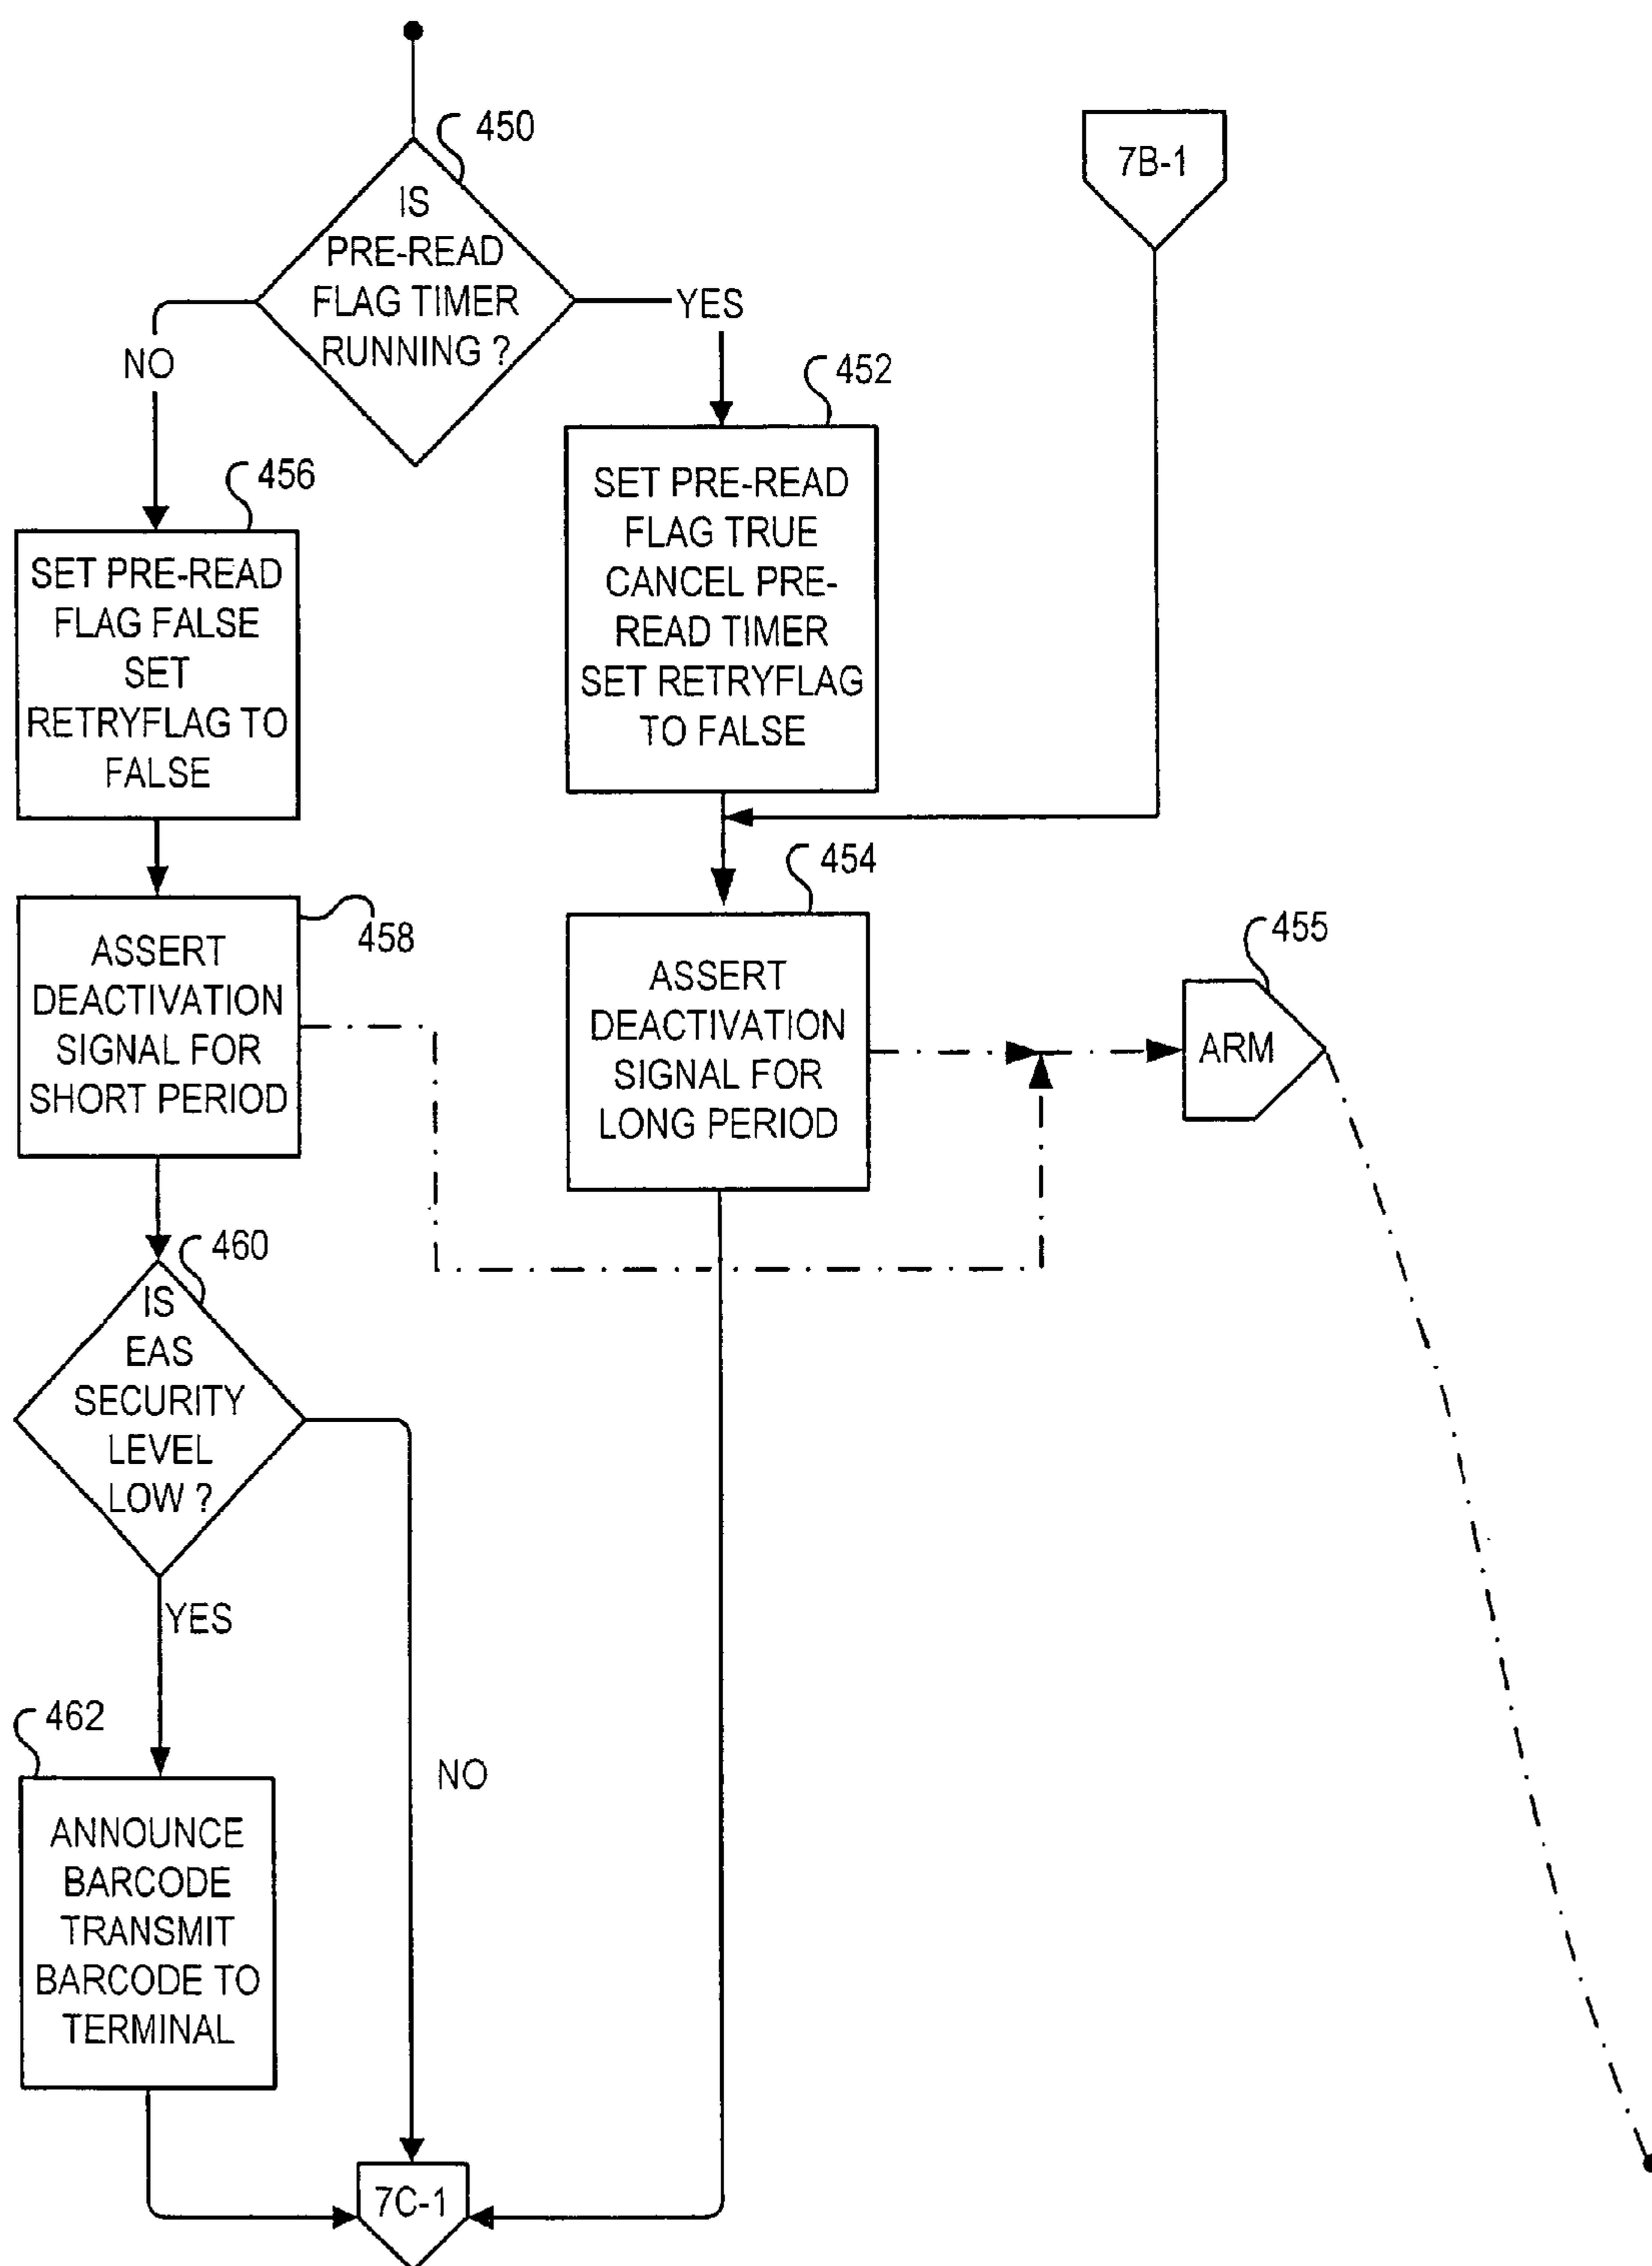 450
IS
PRE-READ
FLAG TIMER
RUNNING ?
YES
NO
7B-1
452
SET PRE-READ
FLAG TRUE
CANCEL PRE-
READ TIMER
SET RETRYFLAG
TO FALSE
456
SET PRE-READ
FLAG FALSE
SET
RETRYFLAG TO
FALSE
458
ASSERT
DEACTIVATION
SIGNAL FOR
SHORT PERIOD
454
ASSERT
DEACTIVATION
SIGNAL FOR
LONG PERIOD
455
ARM
460
IS
EAS
SECURITY
LEVEL
LOW ?
YES
NO
462
ANNOUNCE
BARCODE
TRANSMIT
BARCODE TO
TERMINAL
7C-1